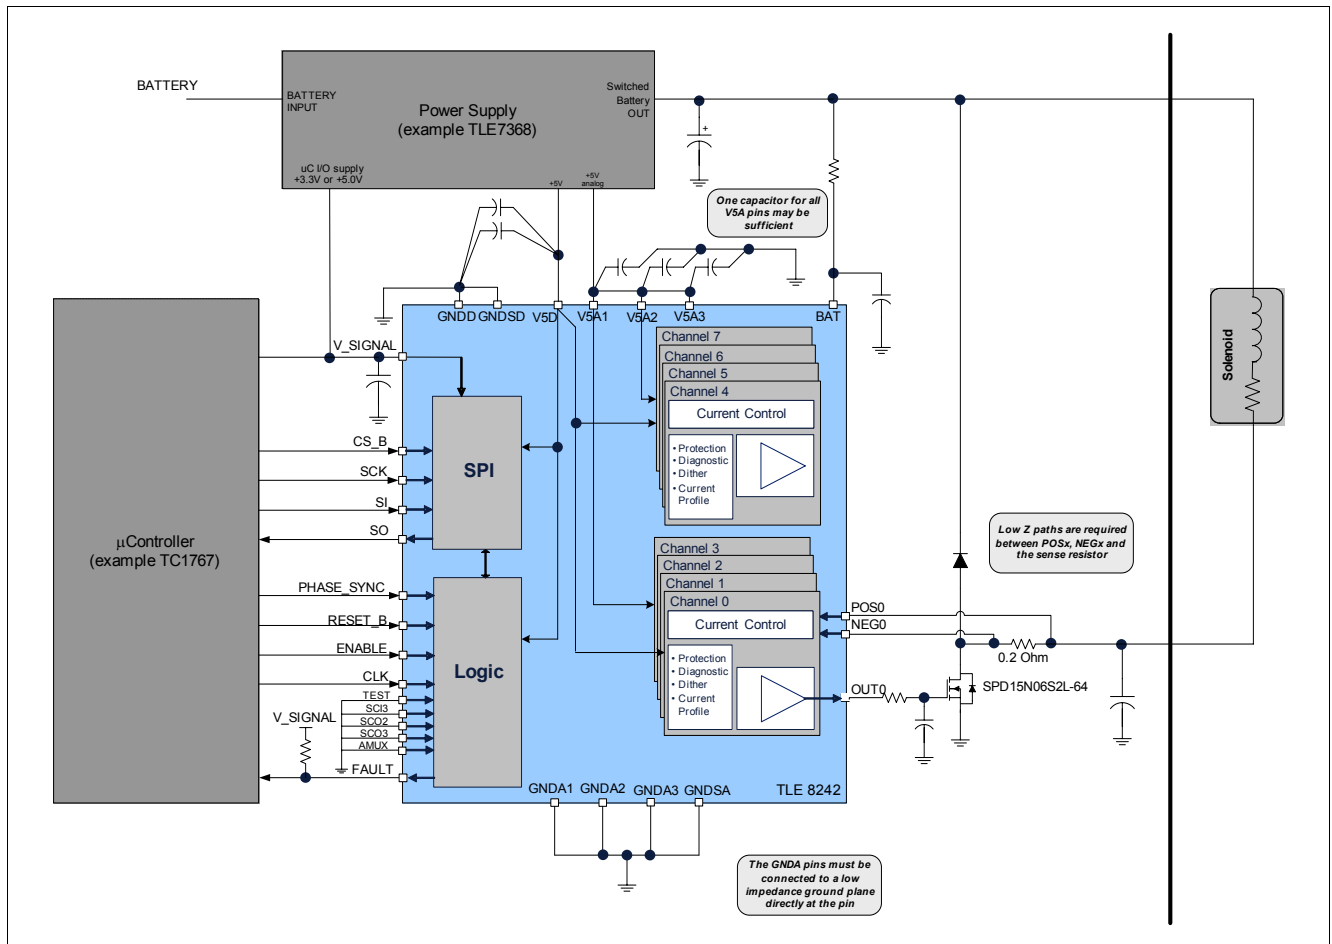 BATTERY
BATTERY
INPUT
Power Supply
(example TLE7368)
Switched
Battery
OUT
uC I/O supply
+3.3V or +5.0V
+5V
+5V
analog
+
One capacitor for all
V5A pins may be
sufficient
GNDD
GNDSD
V5D
V5A1
V5A2
V5A3
BAT
V_SIGNAL
Channel 7
Channel 6
Channel 5
Channel 4
Current Control
• Protection
• Diagnostic
• Dither
• Current
Profile
Solenoid
CS_B
SCK
SI
SO
SPI
µController
(example TC1767)
Low Z paths are required
between POSx, NEGx and
the sense resistor
PHASE_SYNC
RESET_B
ENABLE
CLK
TEST
SCI3
SCO2
SCO3
AMUX
FAULT
V_SIGNAL
Logic
Channel 3
Channel 2
Channel 1
Channel 0
Current Control
• Protection
• Diagnostic
• Dither
• Current
Profile
POS0
NEG0
0.2 Ohm
OUT0
SPD15N06S2L-64
GNDA1
GNDA2
GNDA3
GNDSA
TLE 8242
The GNDA pins must be
connected to a low
impedance ground plane
directly at the pin